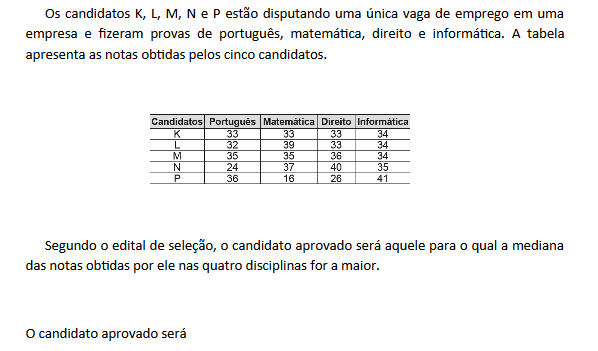 Os candidatos K, L, M, N e P estão disputando uma única vaga de emprego em uma
empresa e fizeram provas de português, matemática, direito e informática. A tabela
apresenta as notas obtidas pelos cinco candidatos.
Candidatos Português Matemática Direito Informática
K 33 33 33 34
L 32 39 33 34
M 35 35 36 34
N 24 37 40 35
P 36 16 26 41
Segundo o edital de seleção, o candidato aprovado será aquele para o qual a mediana
das notas obtidas por ele nas quatro disciplinas for a maior.
O candidato aprovado será